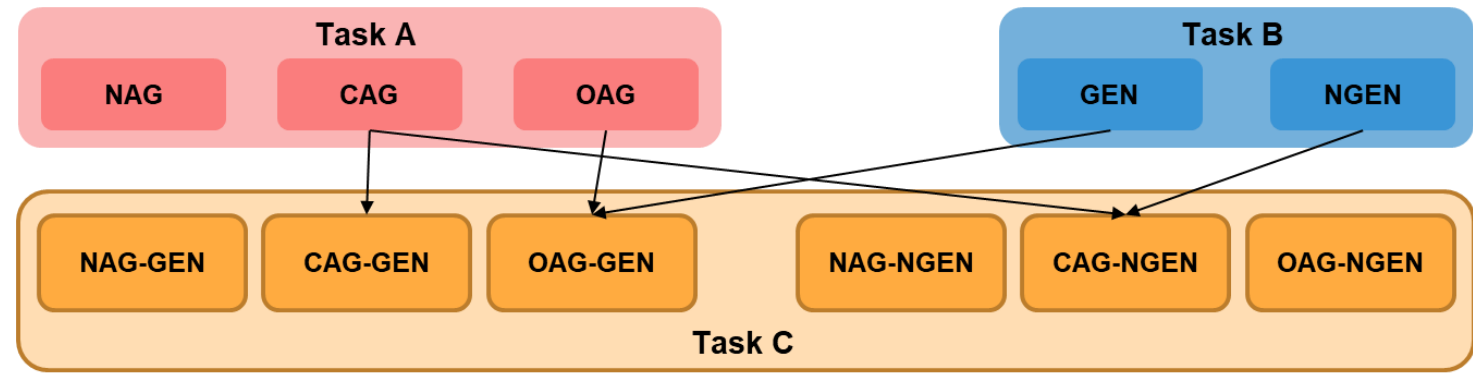 Task A
NAG CAG OAG
Task B
GEN NGEN
NAG-GEN CAG-GEN OAG-GEN NAG-NGEN CAG-NGEN OAG-NGEN
Task C